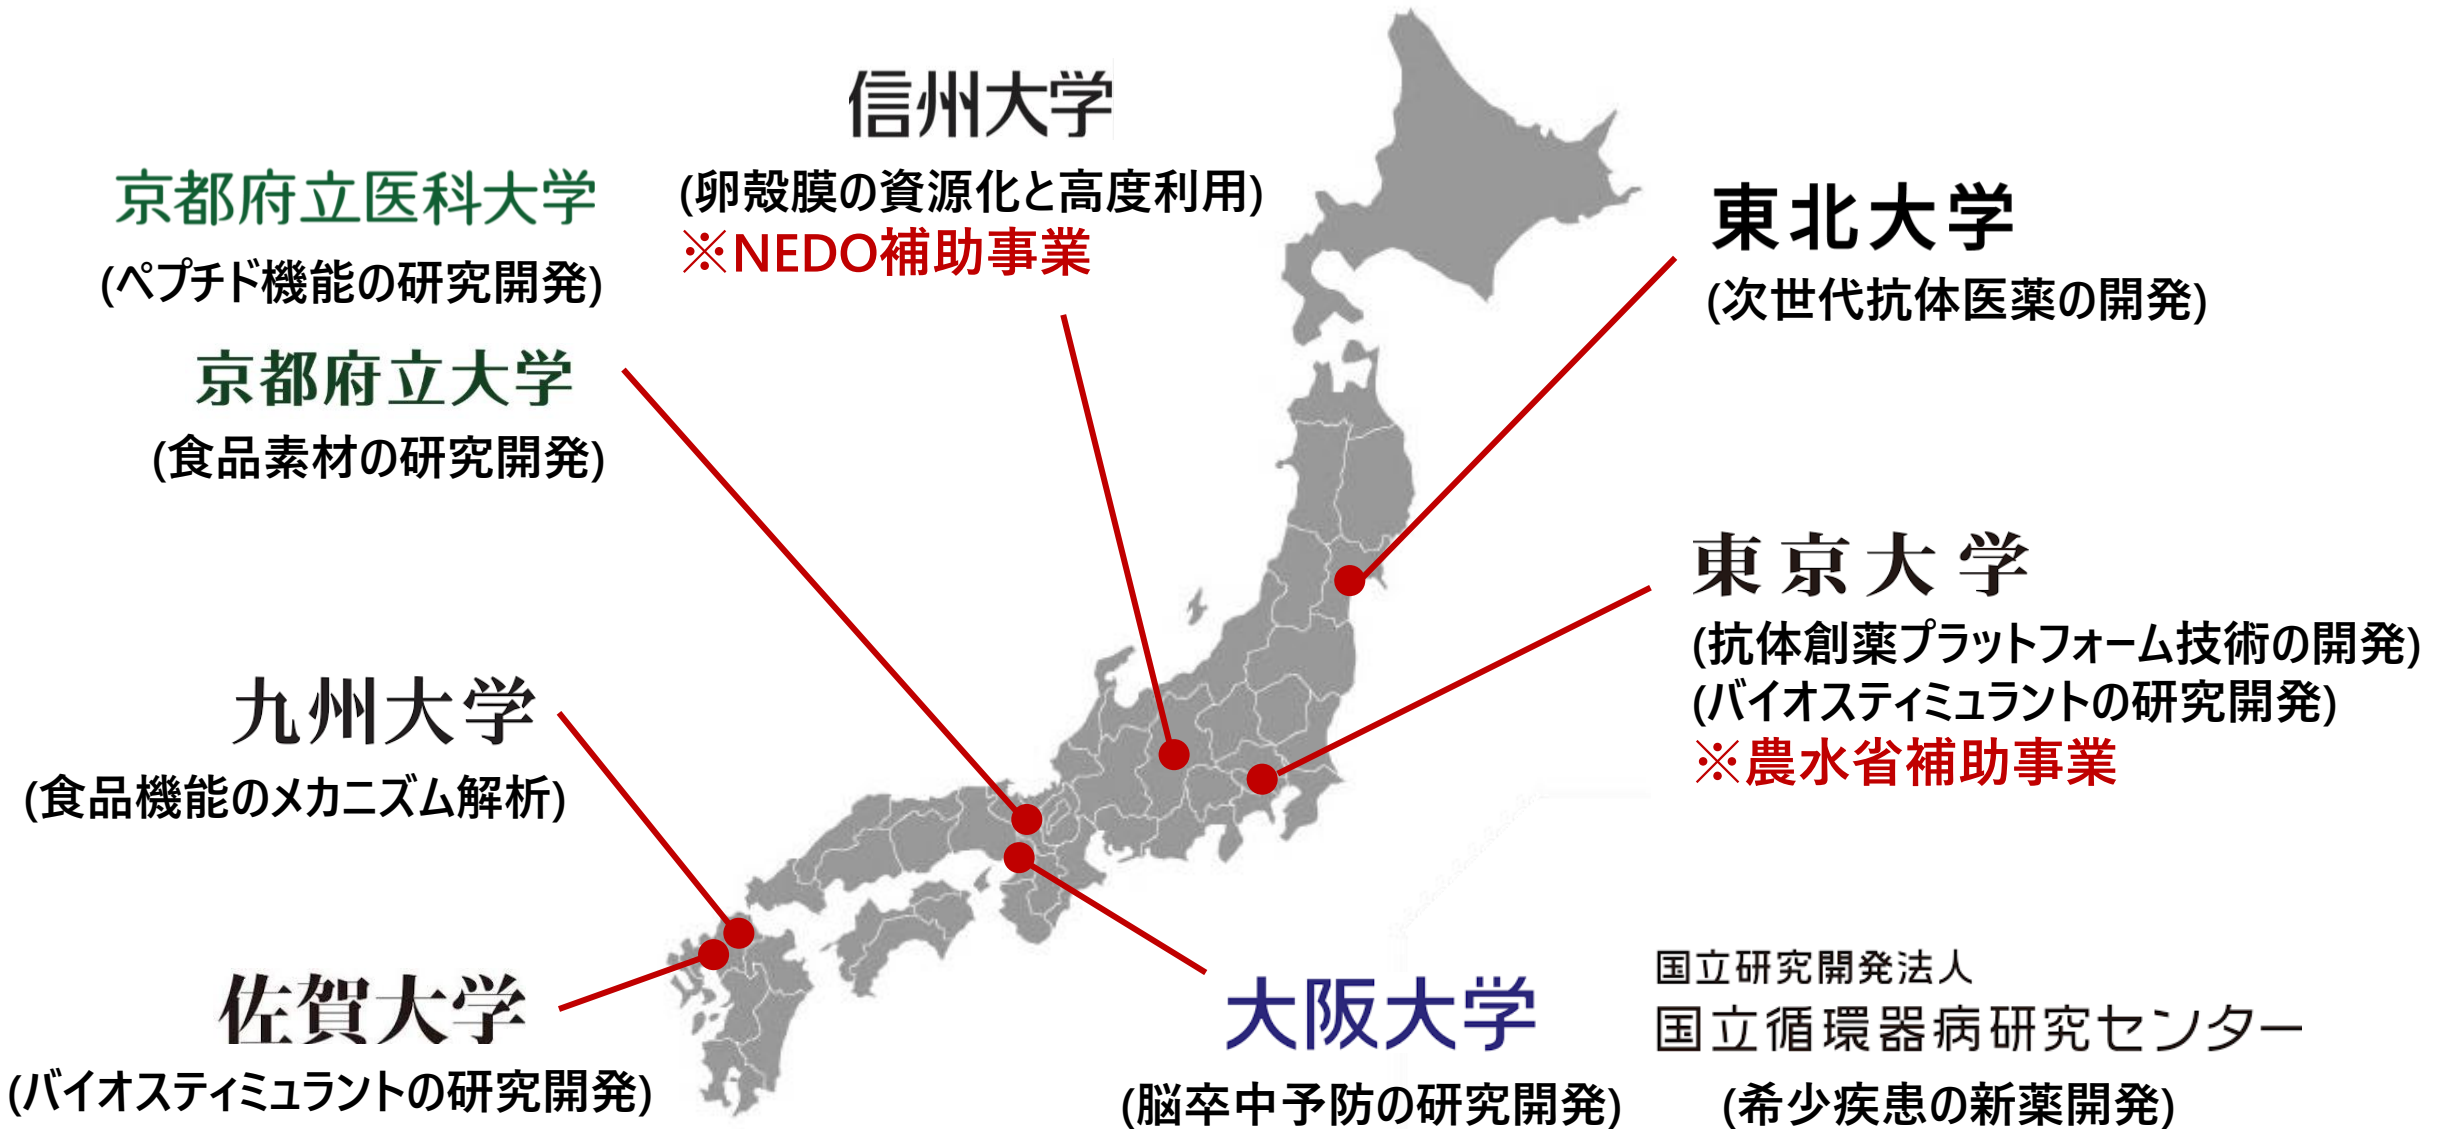 信州大学
(卵殻膜の資源化と高度利用)
※NEDO補助事業
京都府立医科大学
(ペプチド機能の研究開発)
京都府立大学
(食品素材の研究開発)
東北大学
(次世代抗体医薬の開発)
東京大学
(抗体創薬プラットフォーム技術の開発)
(バイオスティミュラントの研究開発)
※農水省補助事業
九州大学
(食品機能のメカニズム解析)
佐賀大学
(バイオスティミュラントの研究開発)
大阪大学
(脳卒中予防の研究開発)
国立研究開発法人
国立循環器病研究センター
(希少疾患の新薬開発)